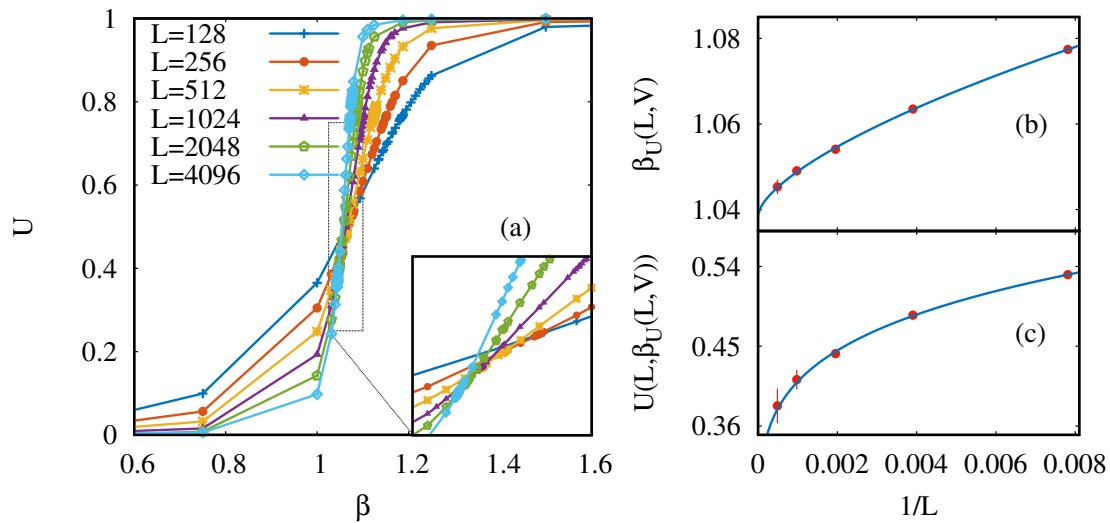 U
1
0.8
0.6
0.4
0.2
0
L=128
L=256
L=512
L=1024
L=2048
L=4096
(a)
0.6 0.8 1 1.2 1.4 1.6
β
β_U(L,V)
1.08
1.06
1.04
(b)
U(L,β_U(L,V))
0.54
0.45
0.36
(c)
0 0.002 0.004 0.006 0.008
1/L